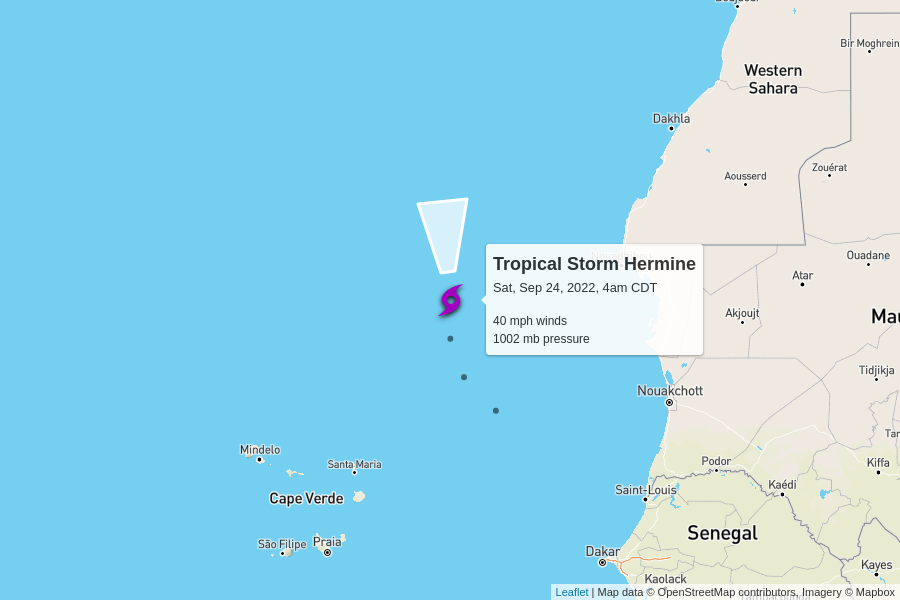 Bir Moghrein
Western
Sahara
Dakhla
Zouérat
Aousserd
Tropical Storm Hermine
Sat, Sep 24, 2022, 4am CDT
40 mph winds
1002 mb pressure
Ouadane
Atar
Akjoujt
Mau
Tidjikja
Nouakchott
Tar
Mindelo
Santa Maria
Cape Verde
Podor
Kiffa
Kaédi
Saint-Louis
Senegal
São Filipe
Praia
Dakar
Kayes
Kaolack
Leaflet | Map data © OpenStreetMap contributors, Imagery © Mapbox